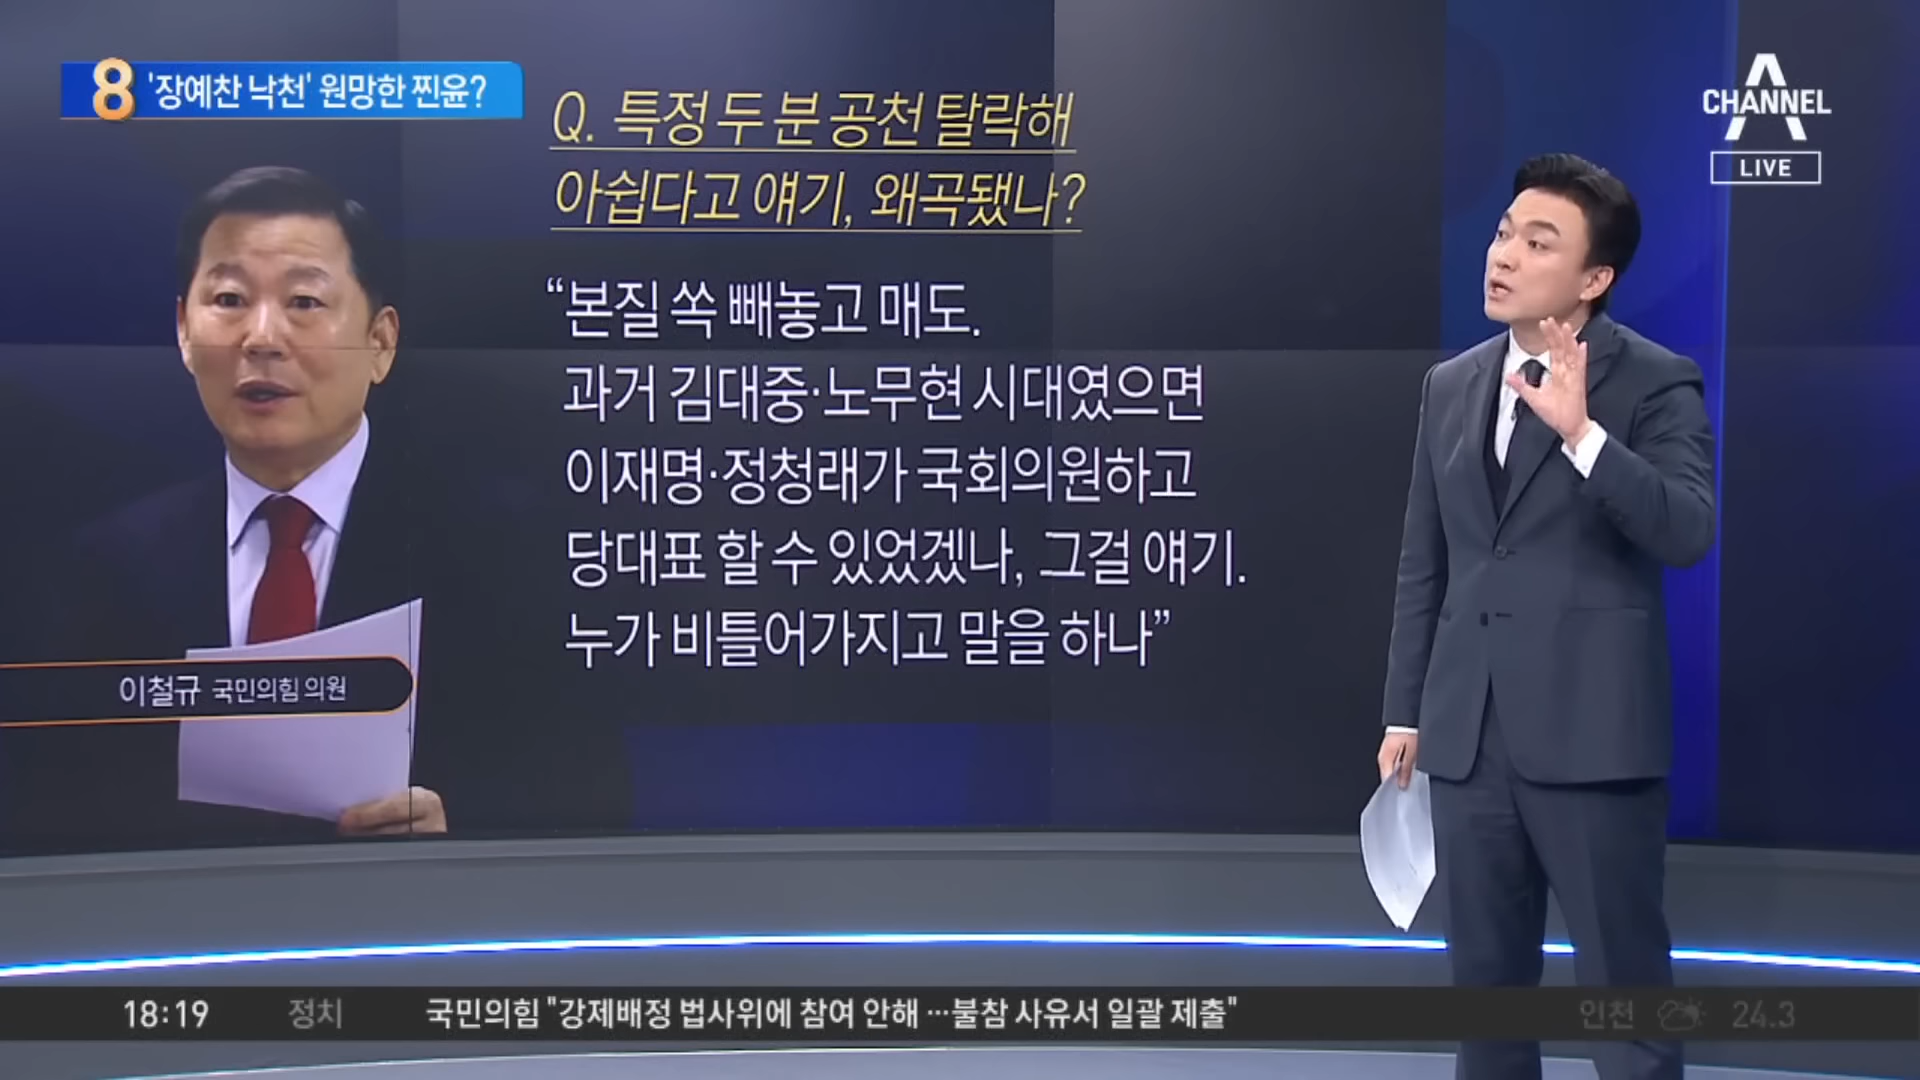 8 '장예찬 낙천' 원망한 찐윤?
Q. 특정 두 분 공천 탈락해
아쉽다고 얘기, 왜곡됐나?
“본질 쏙 빼놓고 매도.
과거 김대중·노무현 시대였으면
이재명·정청래가 국회의원하고
당대표 할 수 있었겠나, 그걸 얘기.
누가 비틀어가지고 말을 하나”
이철규 국민의힘 의원
CHANNEL A
LIVE
18:19 정치 국민의힘 "강제배정 법사위에 참여 안해…불참 사유서 일괄 제출" 인천 24.3